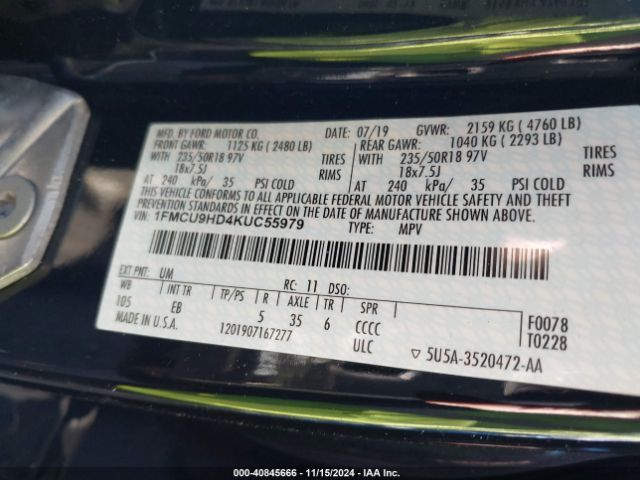 MFD. BY FORD MOTOR CO. DATE: 07/19 GVWR: 2159 KG ( 4760 LB)
FRONT GAWR: 1125 KG ( 2480 LB) REAR GAWR: 1040 KG ( 2293 LB)
WITH 235/50R18 97V TIRES WITH 235/50R18 97V TIRES
18x7.5J RIMS 18x7.5J RIMS
AT 240 kPa/ 35 PSI COLD AT 240 kPa/ 35 PSI COLD
THIS VEHICLE CONFORMS TO ALL APPLICABLE FEDERAL MOTOR VEHICLE SAFETY AND THEFT
PREVENTION STANDARDS IN EFFECT ON THE DATE OF MANUFACTURE SHOWN ABOVE.
VIN: 1FMCU9HD4KUC55979 TYPE: MPV
EXT PNT: UM RC: 11 DSO:
WB INT TR TP/PS R AXLE TR SPR
105 EB 5 35 6 CCCC F0078
MADE IN U.S.A. 1201907167277 ULC T0228
▽ 5U5A-3520472-AA
000-40845666 - 11/15/2024 - IAA Inc.